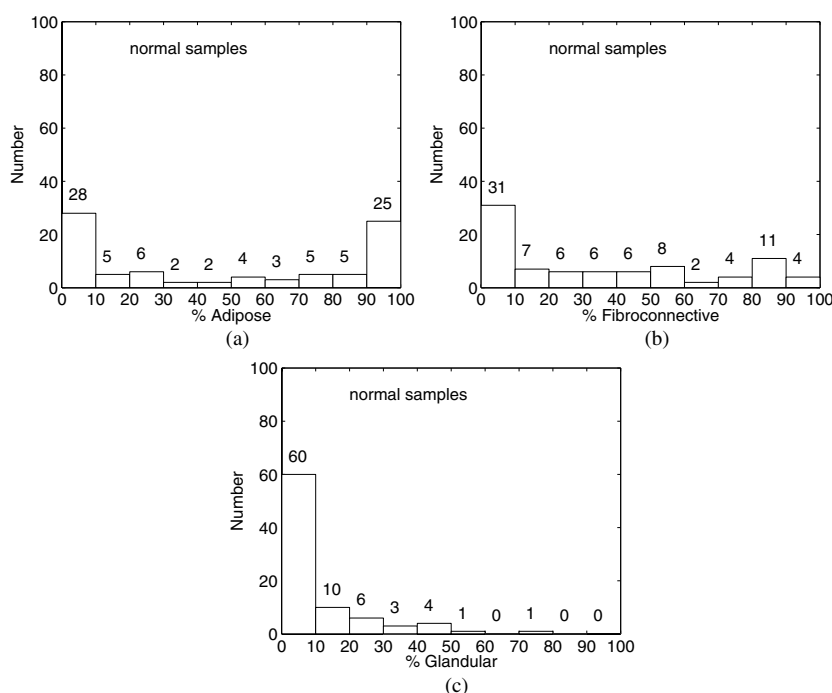 normal samples
Number
100
80
60
40
20
0
28 5 6 2 2 4 3 5 5 25
0 10 20 30 40 50 60 70 80 90 100
% Adipose
(a)
normal samples
Number
100
80
60
40
20
0
31 7 6 6 6 8 2 4 11 4
0 10 20 30 40 50 60 70 80 90 100
% Fibroconnective
(b)
normal samples
Number
100
80
60
40
20
0
60 10 6 3 4 1 0 1 0 0
0 10 20 30 40 50 60 70 80 90 100
% Glandular
(c)